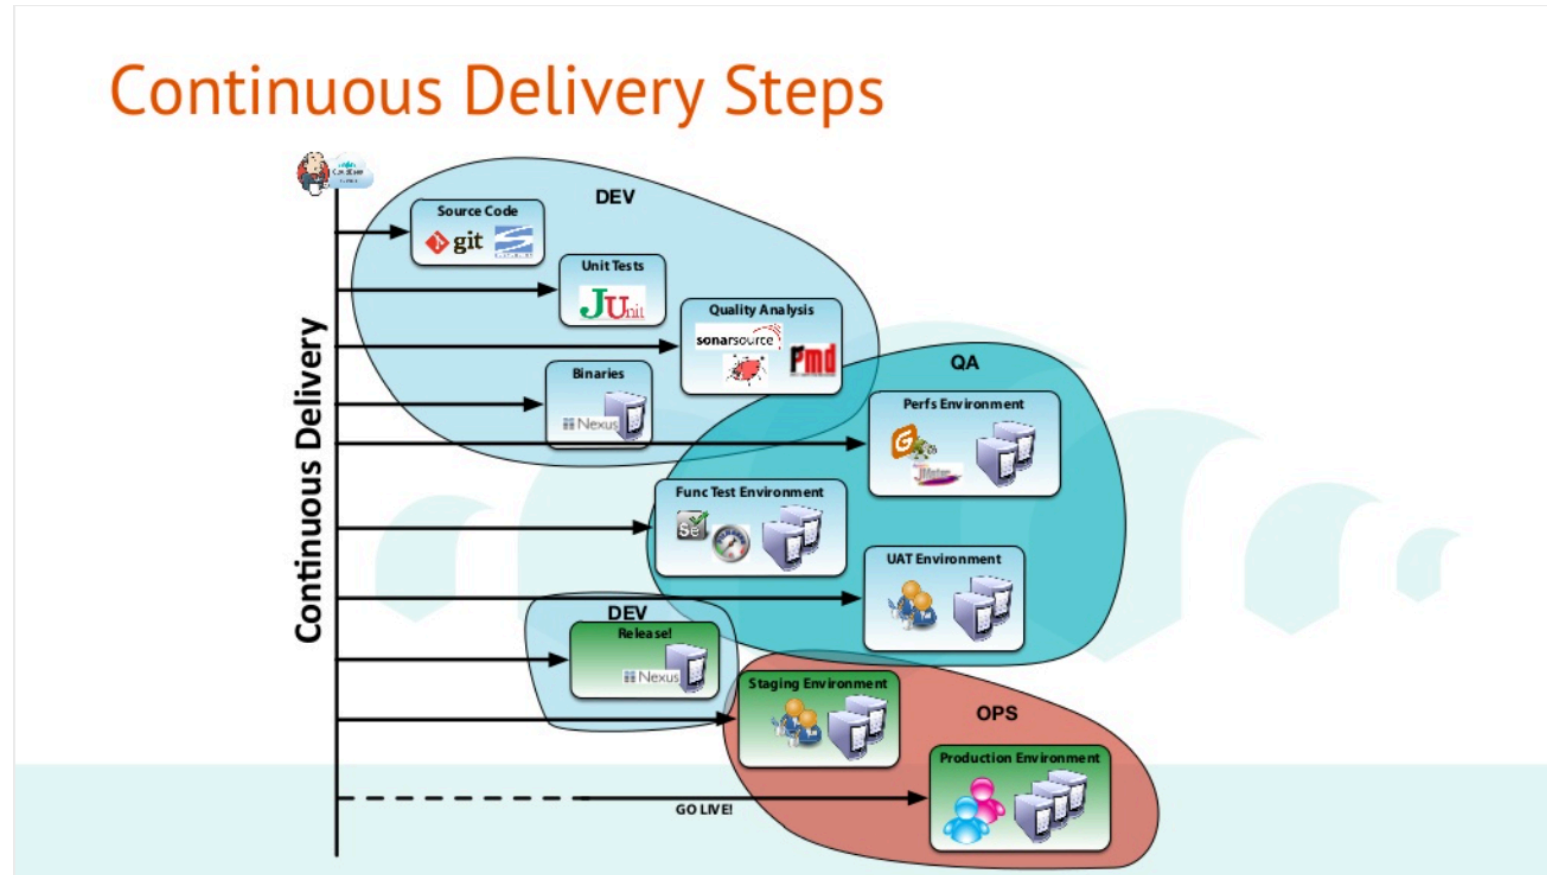 Continuous Delivery Steps
Continuous Delivery
DEV
Source Code
git
Unit Tests
JUnit
Quality Analysis
sonarsource
Pmd
Binaries
Nexus
QA
Perfs Environment
G
JMeter
Func Test Environment
Se
UAT Environment
DEV
Release!
Nexus
Staging Environment
OPS
Production Environment
GO LIVE!